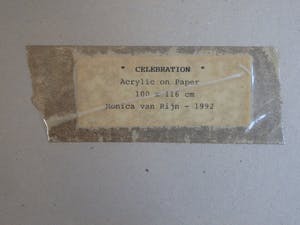 " CELEBRATION "
Acrylic on Paper
100 x 116 cm
Monica van Rijn - 1992